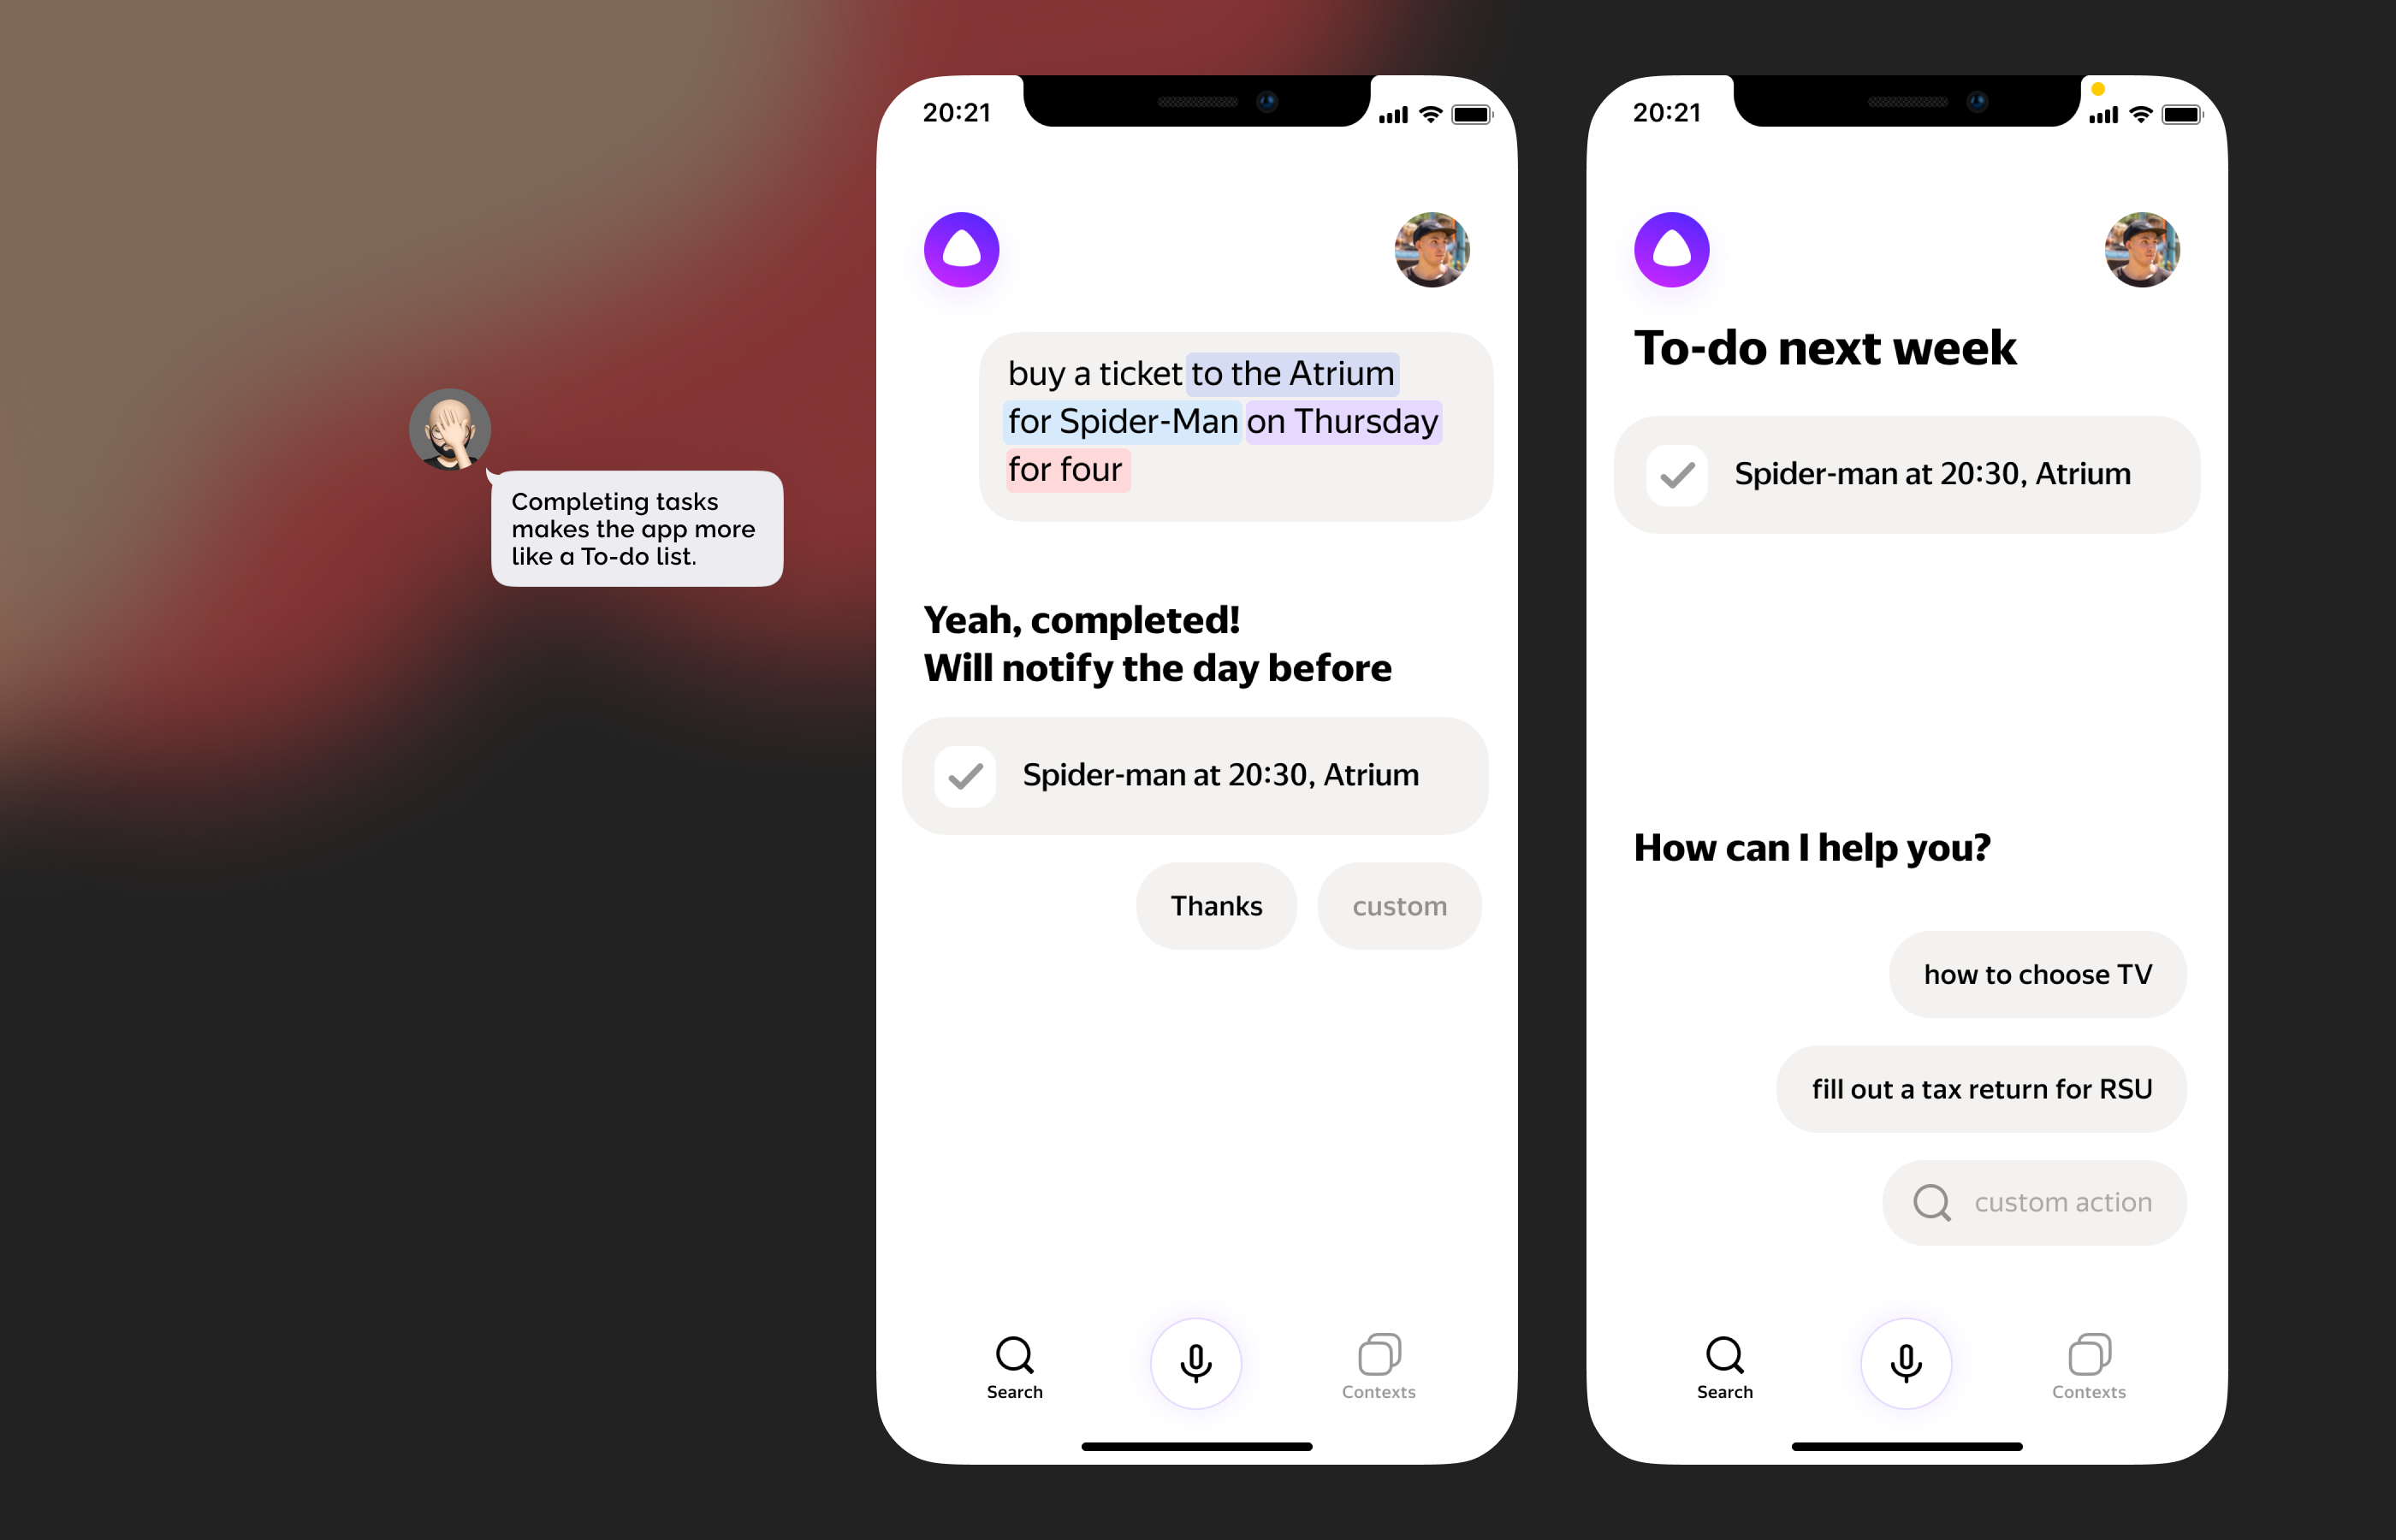 Completing tasks
makes the app more
like a To-do list.
20:21
buy a ticket to the Atrium
for Spider-Man on Thursday
for four
Yeah, completed!
Will notify the day before
Spider-man at 20:30, Atrium
Thanks
custom
Search
Contexts
20:21
To-do next week
Spider-man at 20:30, Atrium
How can I help you?
how to choose TV
fill out a tax return for RSU
custom action
Search
Contexts